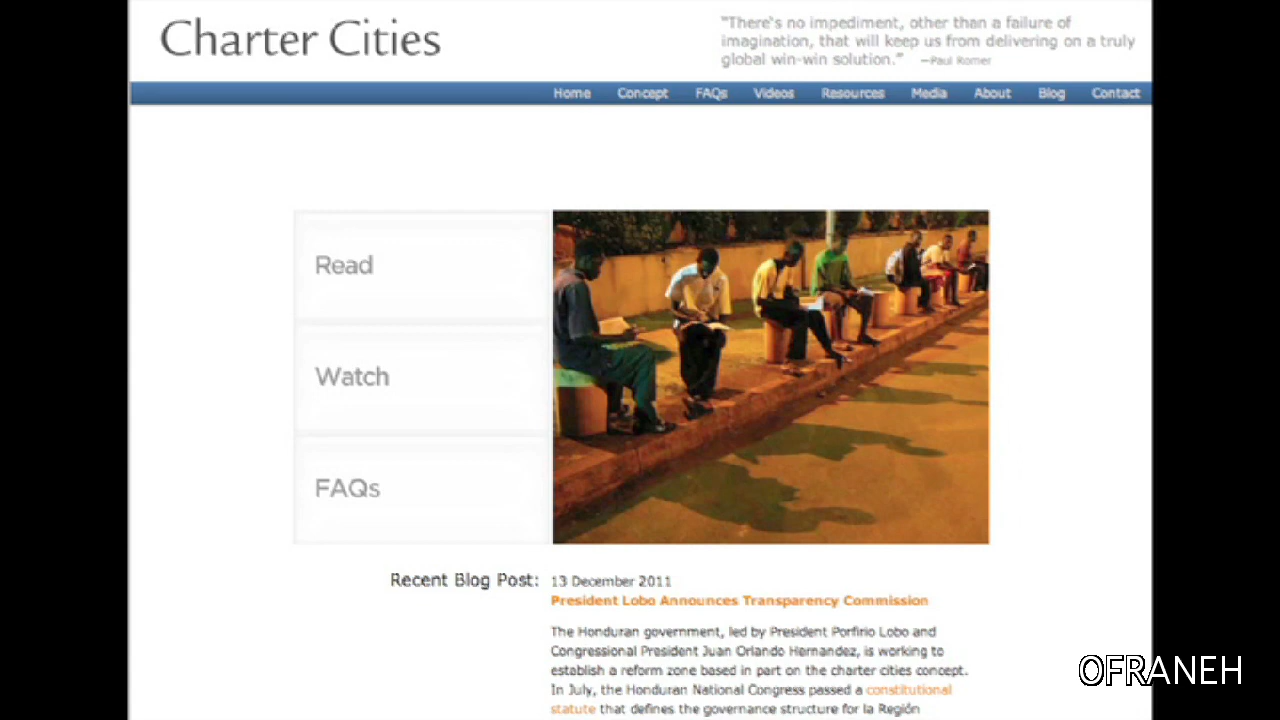 Charter Cities
"There's no impediment, other than a failure of
imagination, that will keep us from delivering on a truly
global win-win solution." —Paul Romer
Home Concept FAQs Videos Resources Media About Blog Contact
Read
Watch
FAQs
Recent Blog Post: 13 December 2011
President Lobo Announces Transparency Commission
The Honduran government, led by President Porfirio Lobo and
Congressional President Juan Orlando Hernandez, is working to
establish a reform zone based in part on the charter cities concept.
In July, the Honduran National Congress passed a constitutional
statute that defines the governance structure for la Región
OFRANEH